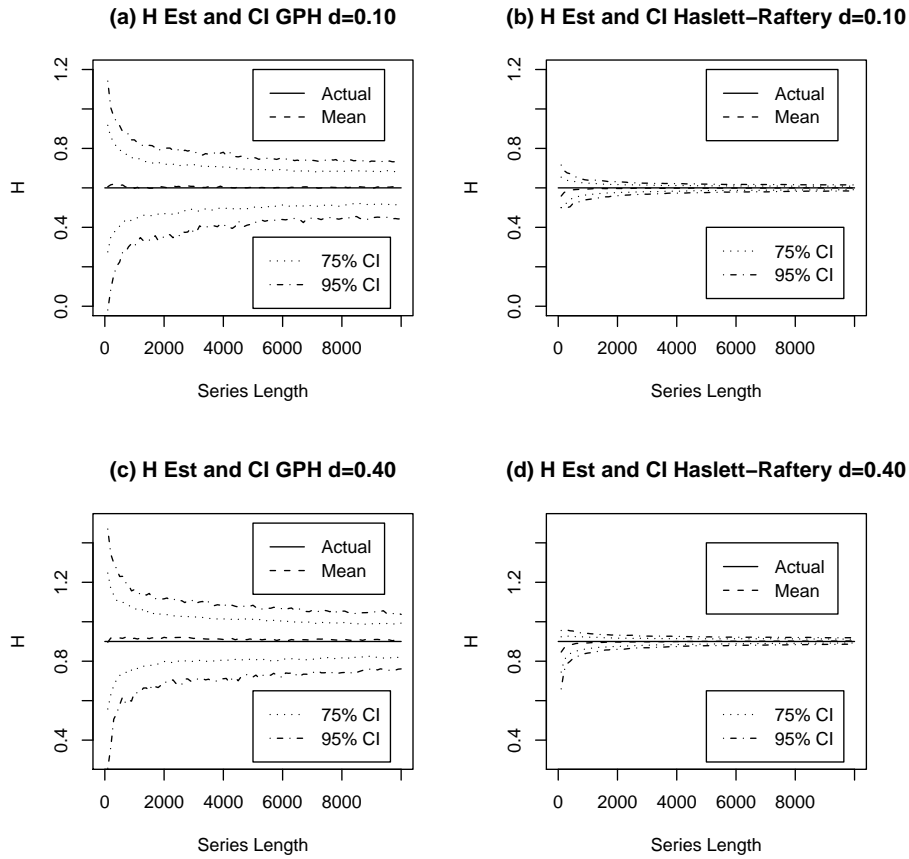 (a) H Est and CI GPH d=0.10
H
1.2
0.8
0.4
0.0
Actual
Mean
75% CI
95% CI
0 2000 4000 6000 8000
Series Length
(b) H Est and CI Haslett−Raftery d=0.10
H
1.2
0.8
0.4
0.0
Actual
Mean
75% CI
95% CI
0 2000 4000 6000 8000
Series Length
(c) H Est and CI GPH d=0.40
H
1.2
0.8
0.4
Actual
Mean
75% CI
95% CI
0 2000 4000 6000 8000
Series Length
(d) H Est and CI Haslett−Raftery d=0.40
H
1.2
0.8
0.4
Actual
Mean
75% CI
95% CI
0 2000 4000 6000 8000
Series Length